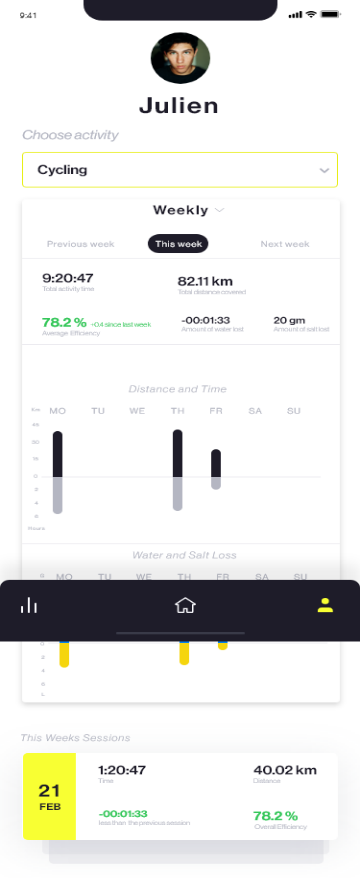 9:41
Julien
Choose activity
Cycling
Weekly
Previous week This week Next week
9:20:47 82.11 km
Total activity time Total distance covered
78.2 % +0.4 since last week -00:01:33 20 gm
Average Efficiency Amount of water lost Amount of salt lost
Distance and Time
Km MO TU WE TH FR SA SU
45
30
15
0
2
4
6
Hours
Water and Salt Loss
MO TU WE TH FR SA SU
0
2
4
6
L
This Weeks Sessions
21 FEB
1:20:47 40.02 km
Time Distance
-00:01:33 78.2 %
less than the previous session Overall Efficiency